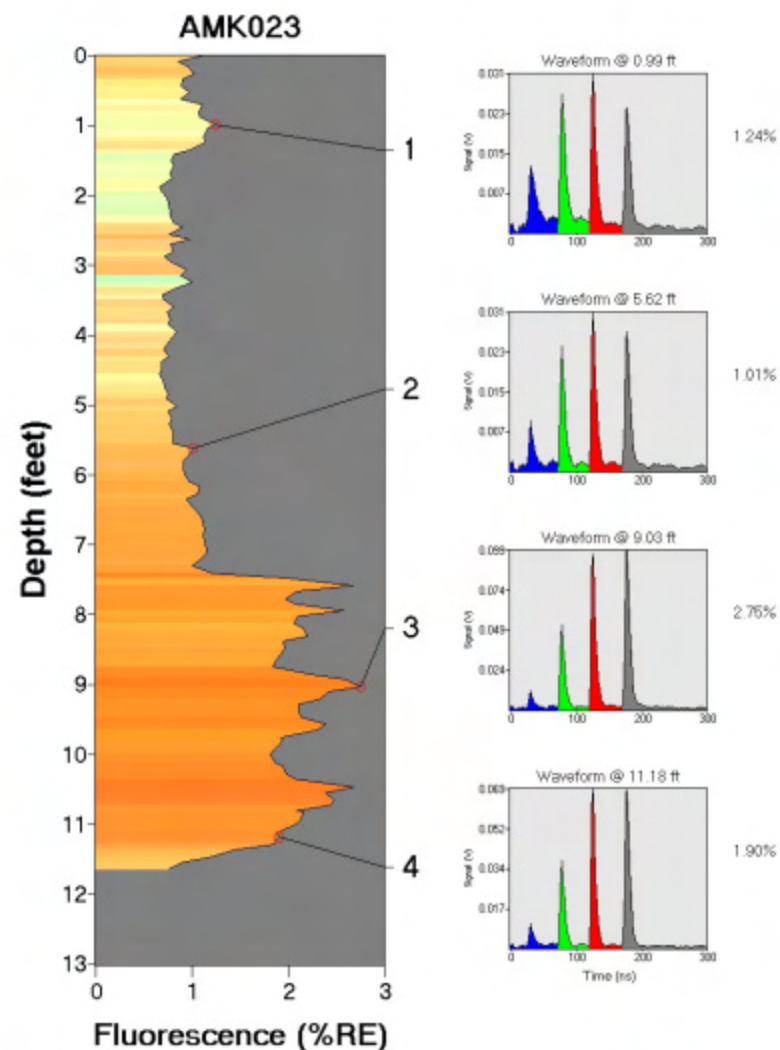 AMK023
0
1
2
3
4
5
6
7
8
9
10
11
12
13
Depth (feet)
0 1 2 3
Fluorescence (%RE)
1
2
3
4
Waveform @ 0.99 ft
0.031
0.023
0.015
0.007
Signal (V)
0 100 200 300
1.24%
Waveform @ 5.62 ft
0.031
0.023
0.015
0.007
Signal (V)
0 100 200 300
1.01%
Waveform @ 9.03 ft
0.099
0.074
0.049
0.024
Signal (V)
0 100 200 300
2.75%
Waveform @ 11.18 ft
0.069
0.052
0.034
0.017
Signal (V)
0 100 200 300
Time (ns)
1.90%